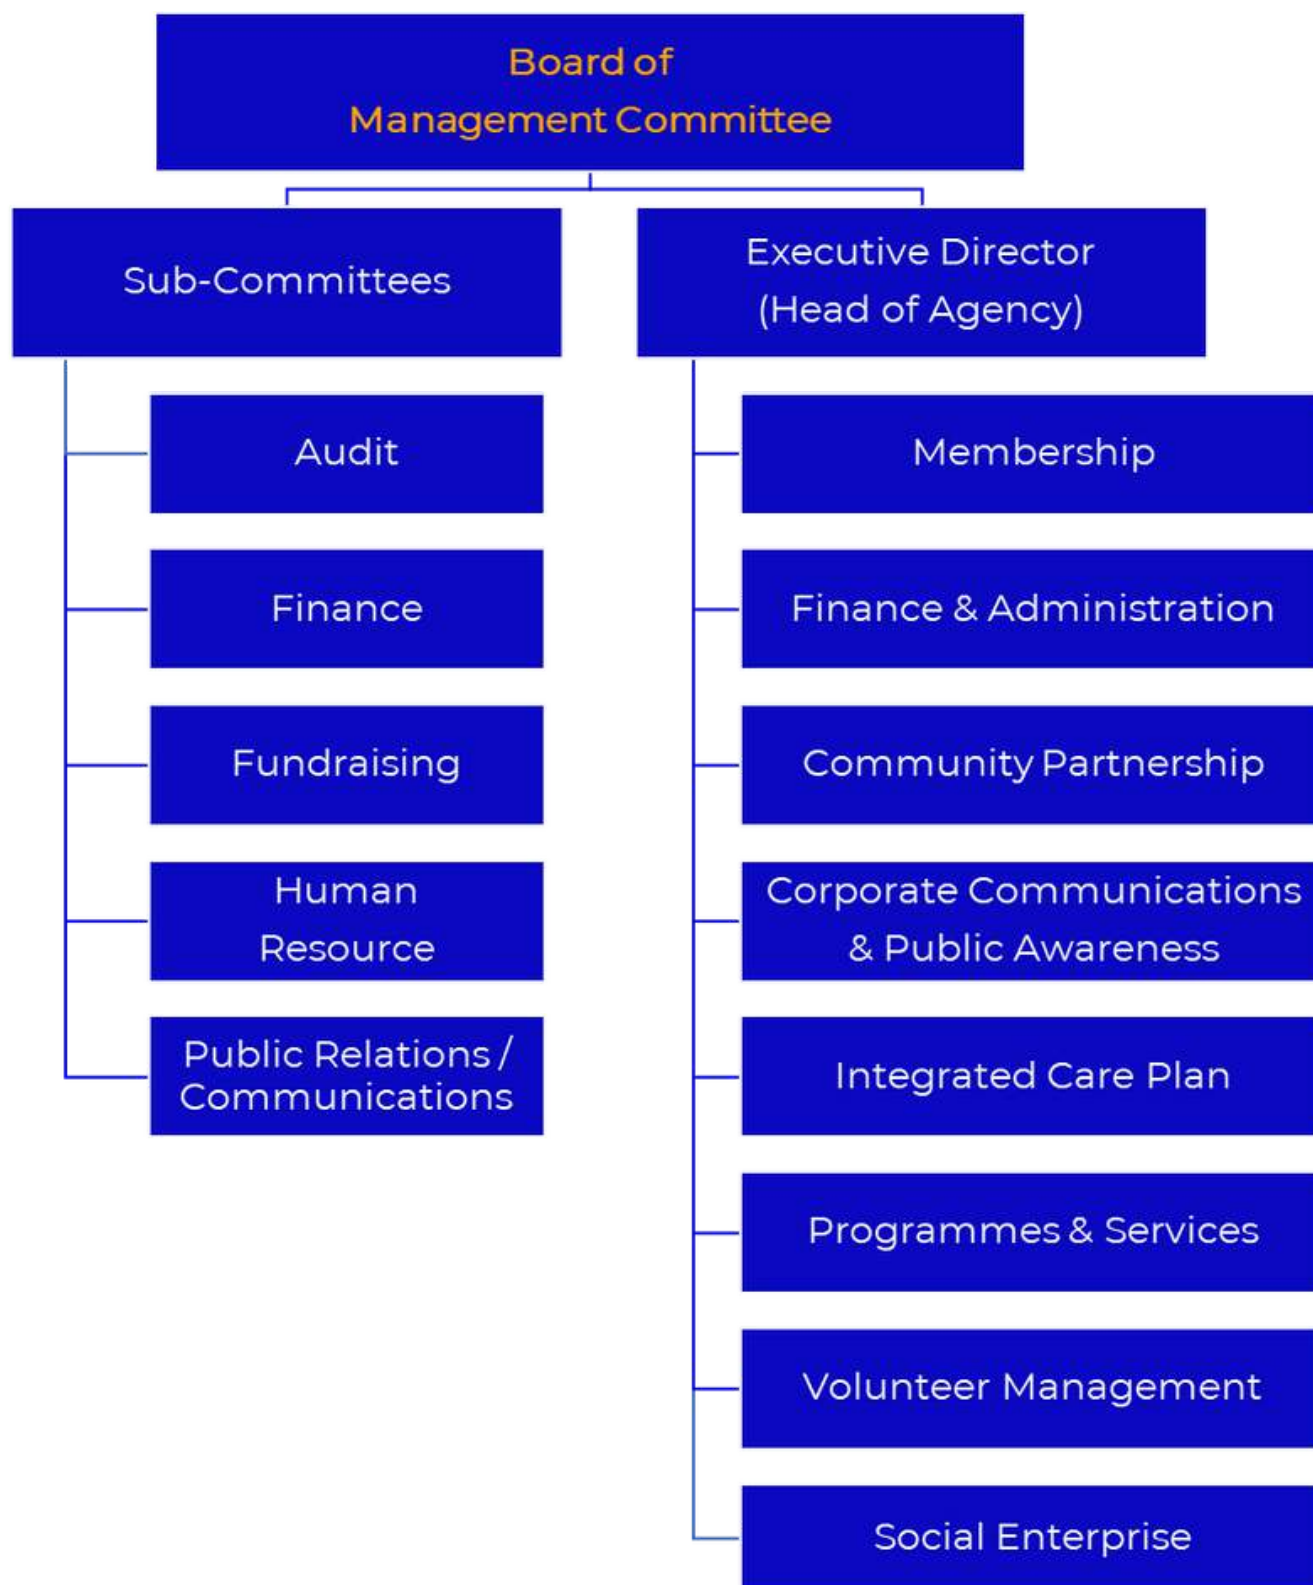 Board of
Management Committee
Sub-Committees
Audit
Finance
Fundraising
Human
Resource
Public Relations /
Communications
Executive Director
(Head of Agency)
Membership
Finance & Administration
Community Partnership
Corporate Communications
& Public Awareness
Integrated Care Plan
Programmes & Services
Volunteer Management
Social Enterprise